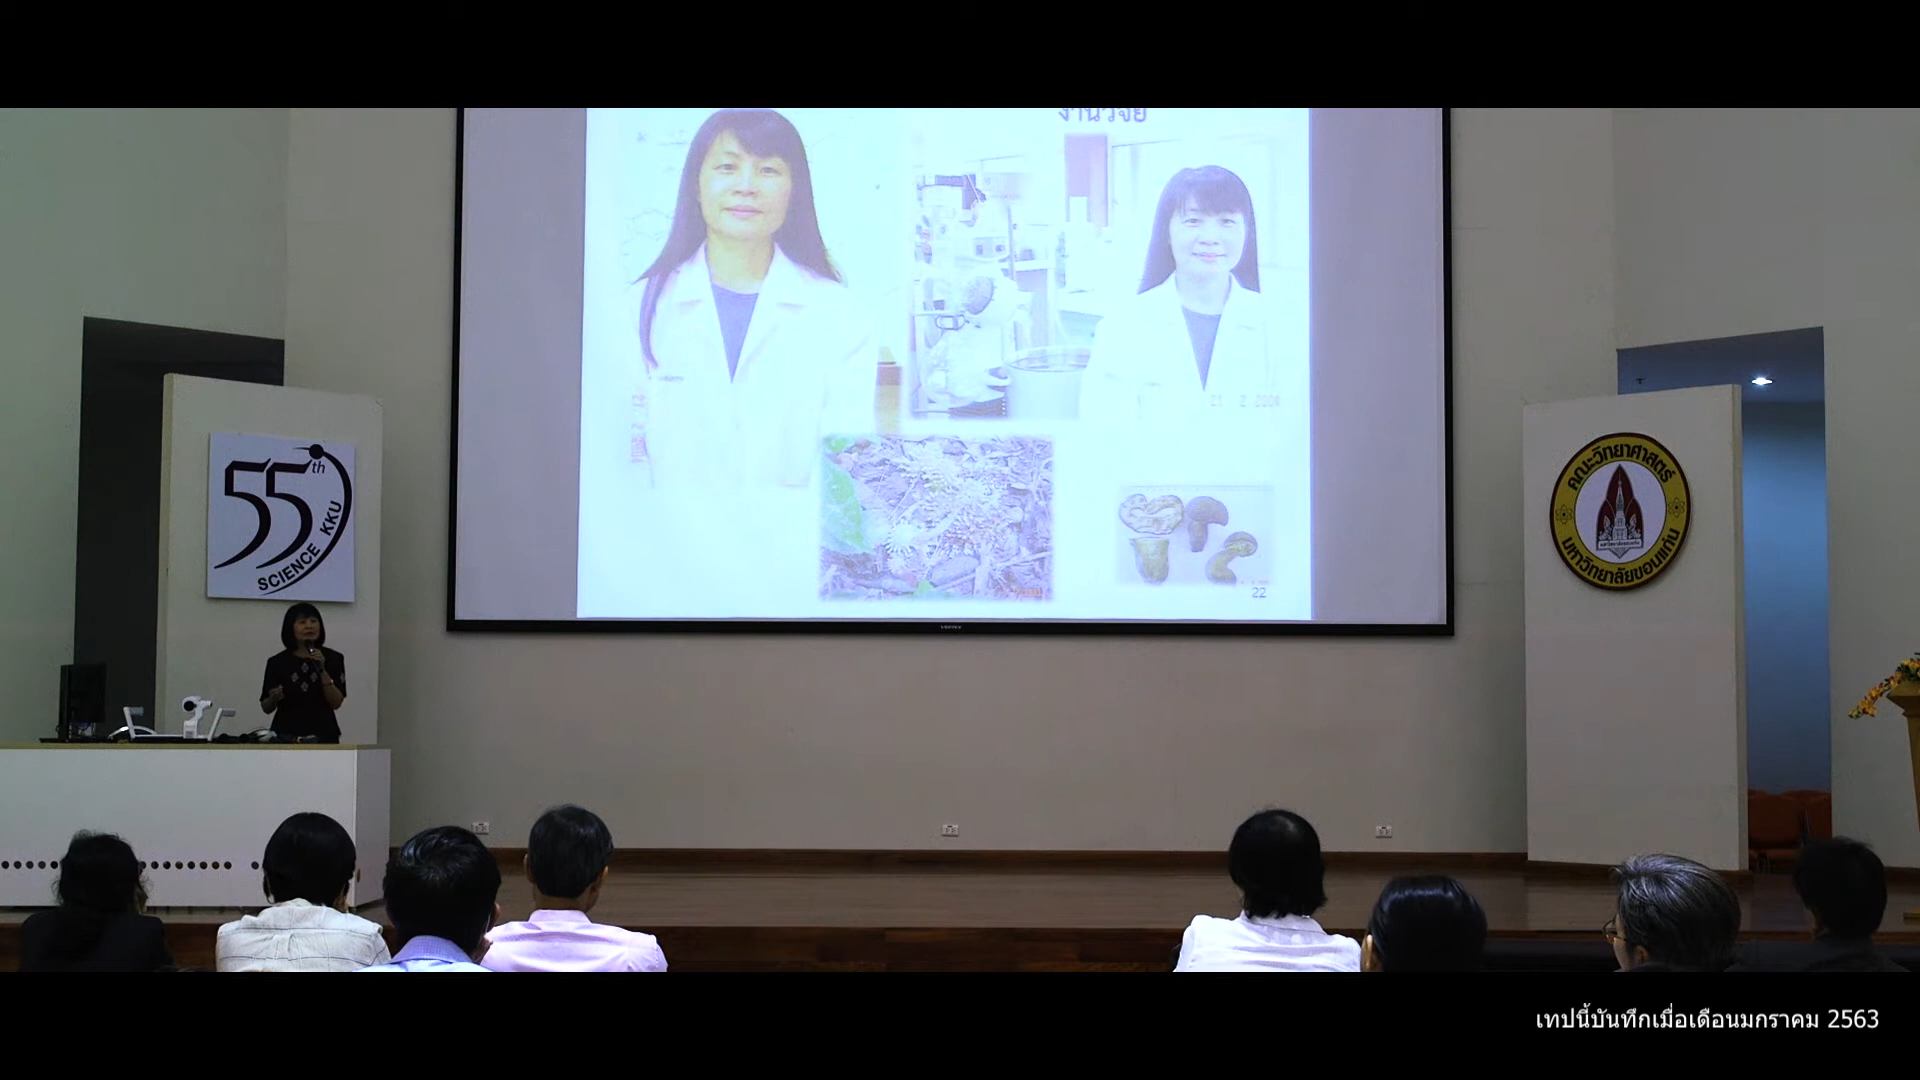 งานวิจัย
21 2 200
22
55th
SCIENCE KKU
คณะวิทยาศาสตร์
มหาวิทยาลัยขอนแก่น
เทปนี้บันทึกเมื่อเดือนมกราคม 2563